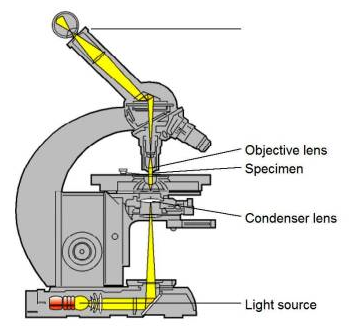 Objective lens
Specimen
Condenser lens
Light source